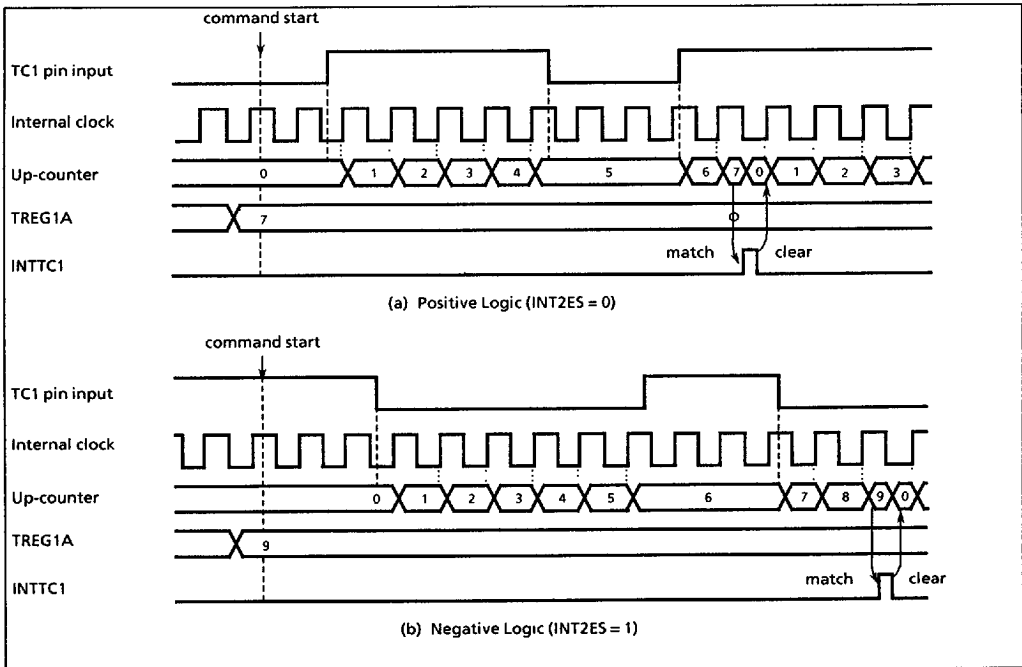 command start
TC1 pin input
Internal clock
Up-counter 0 1 2 3 4 5 6 7 0 1 2 3
TREG1A 7
match clear
INTTC1
(a) Positive Logic (INT2ES = 0)
command start
TC1 pin input
Internal clock
Up-counter 0 1 2 3 4 5 6 7 8 9 0
TREG1A 9
match clear
INTTC1
(b) Negative Logic (INT2ES = 1)